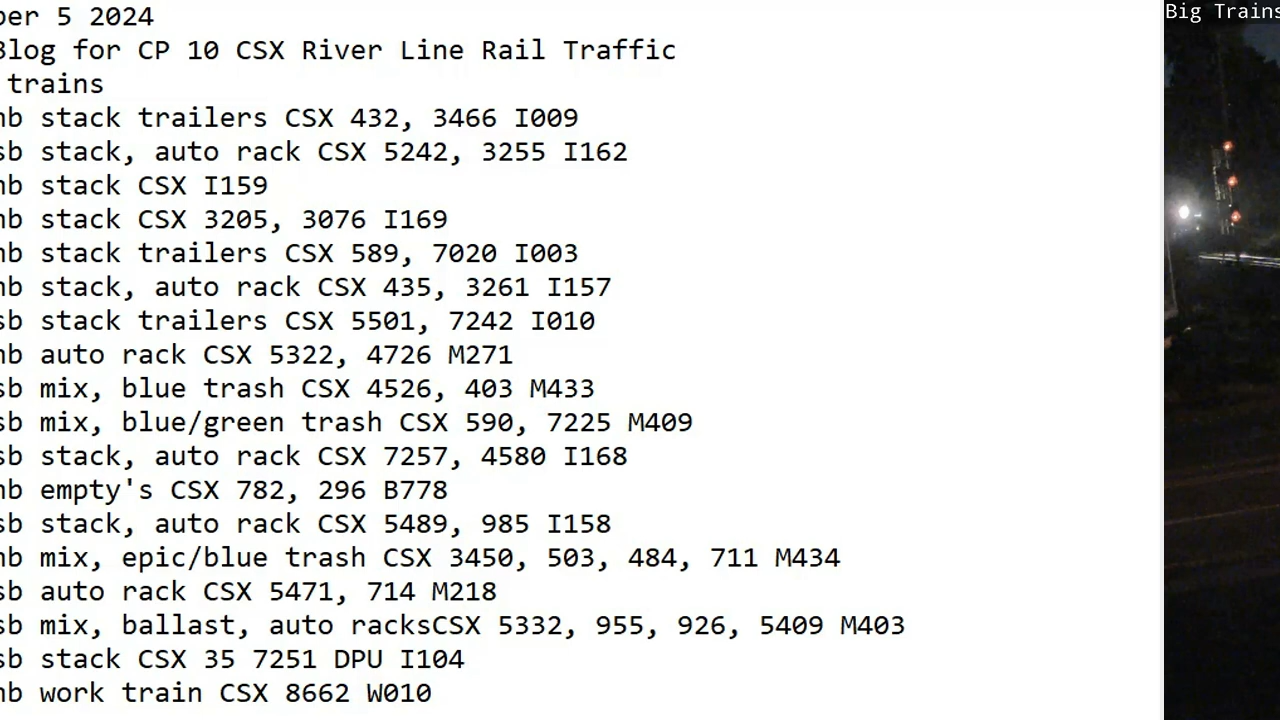 ber 5 2024
Blog for CP 10 CSX River Line Rail Traffic
trains
nb stack trailers CSX 432, 3466 I009
sb stack, auto rack CSX 5242, 3255 I162
nb stack CSX I159
nb stack CSX 3205, 3076 I169
nb stack trailers CSX 589, 7020 I003
nb stack, auto rack CSX 435, 3261 I157
sb stack trailers CSX 5501, 7242 I010
nb auto rack CSX 5322, 4726 M271
sb mix, blue trash CSX 4526, 403 M433
sb mix, blue/green trash CSX 590, 7225 M409
sb stack, auto rack CSX 7257, 4580 I168
nb empty's CSX 782, 296 B778
sb stack, auto rack CSX 5489, 985 I158
nb mix, epic/blue trash CSX 3450, 503, 484, 711 M434
sb auto rack CSX 5471, 714 M218
sb mix, ballast, auto racksCSX 5332, 955, 926, 5409 M403
sb stack CSX 35 7251 DPU I104
nb work train CSX 8662 W010
Big Trains